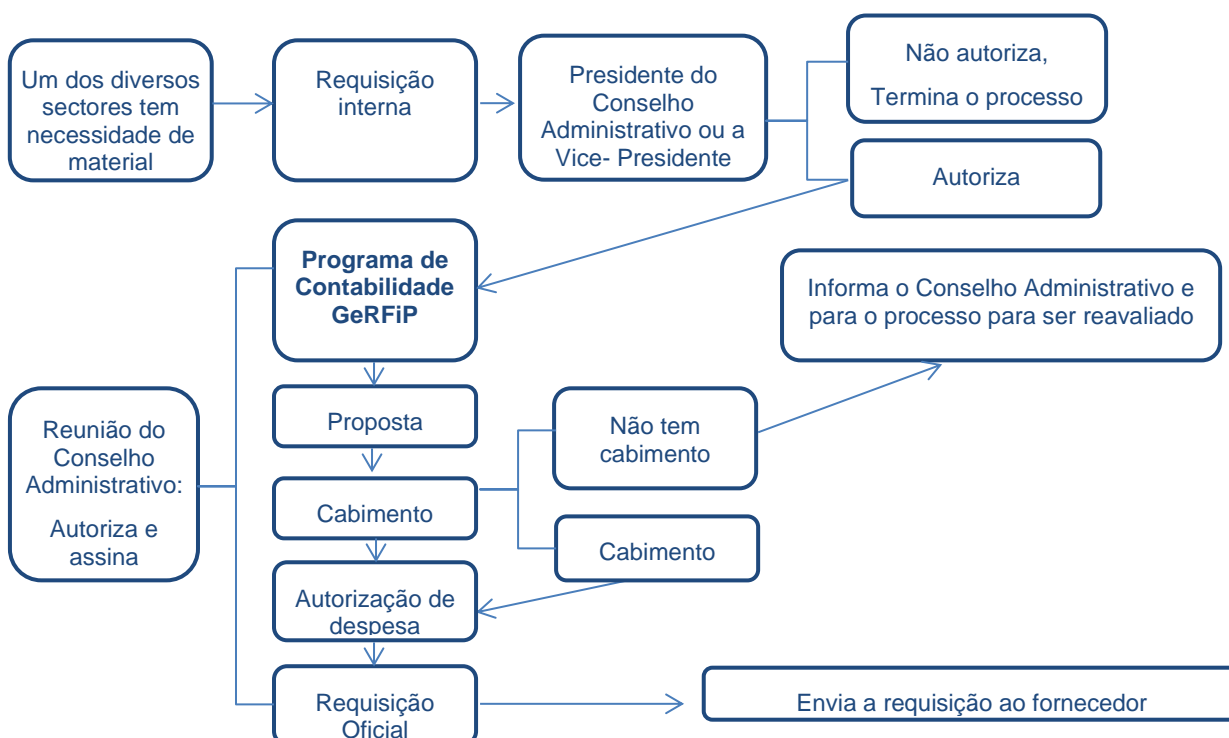 Um dos diversos
sectores tem
necessidade de
material
Requisição
interna
Presidente do
Conselho
Administrativo ou a
Vice- Presidente
Não autoriza,
Termina o processo
Autoriza
Programa de
Contabilidade
GeRFiP
Informa o Conselho Administrativo e
para o processo para ser reavaliado
Proposta
Não tem
cabimento
Reunião do
Conselho
Administrativo:
Autoriza e
assina
Cabimento
Cabimento
Autorização de
despesa
Requisição
Oficial
Envia a requisição ao fornecedor